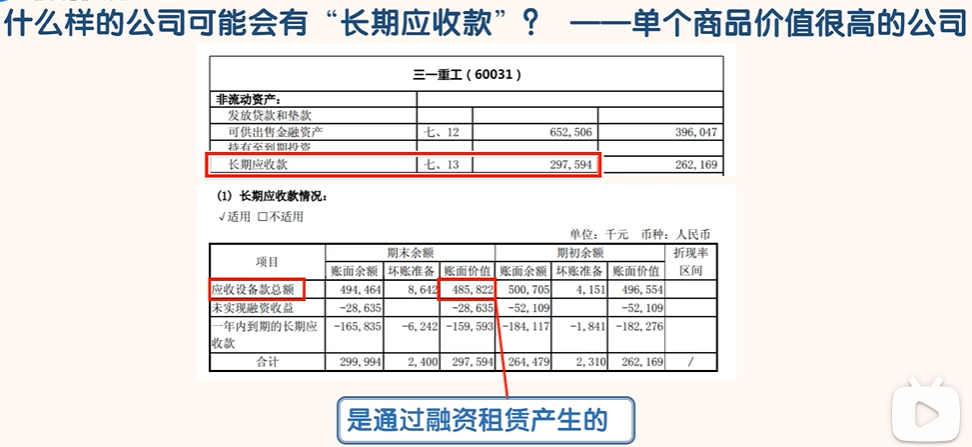 什么样的公司可能会有“长期应收款”？ ——单个商品价值很高的公司
三一重工（60031）
非流动资产：
发放贷款和垫款
可供出售金融资产 七、12 652,506 396,047
持有至到期投资
长期应收款 七、13 297,594 262,169
(1) 长期应收款情况：
√适用 □不适用
单位：千元 币种：人民币
项目 期末余额 期初余额 折现率区间
账面余额 坏账准备 账面价值 账面余额 坏账准备 账面价值
应收设备款总额 494,464 8,642 485,822 500,705 4,151 496,554
未实现融资收益 -28,635 -28,635 -52,109 -52,109
一年内到期的长期应收款 -165,835 -6,242 -159,593 -184,117 -1,841 -182,276
合计 299,994 2,400 297,594 264,479 2,310 262,169 /
是通过融资租赁产生的